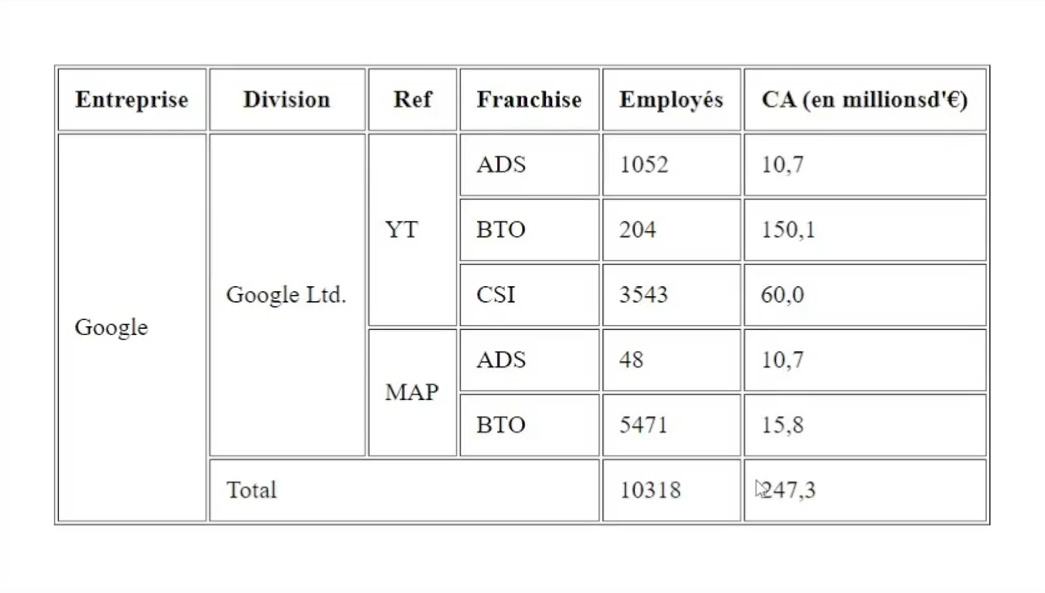 Entreprise Division Ref Franchise Employés CA (en millionsd'€)
ADS 1052 10,7
YT BTO 204 150,1
Google Ltd. CSI 3543 60,0
Google
ADS 48 10,7
MAP
BTO 5471 15,8
Total 10318 247,3